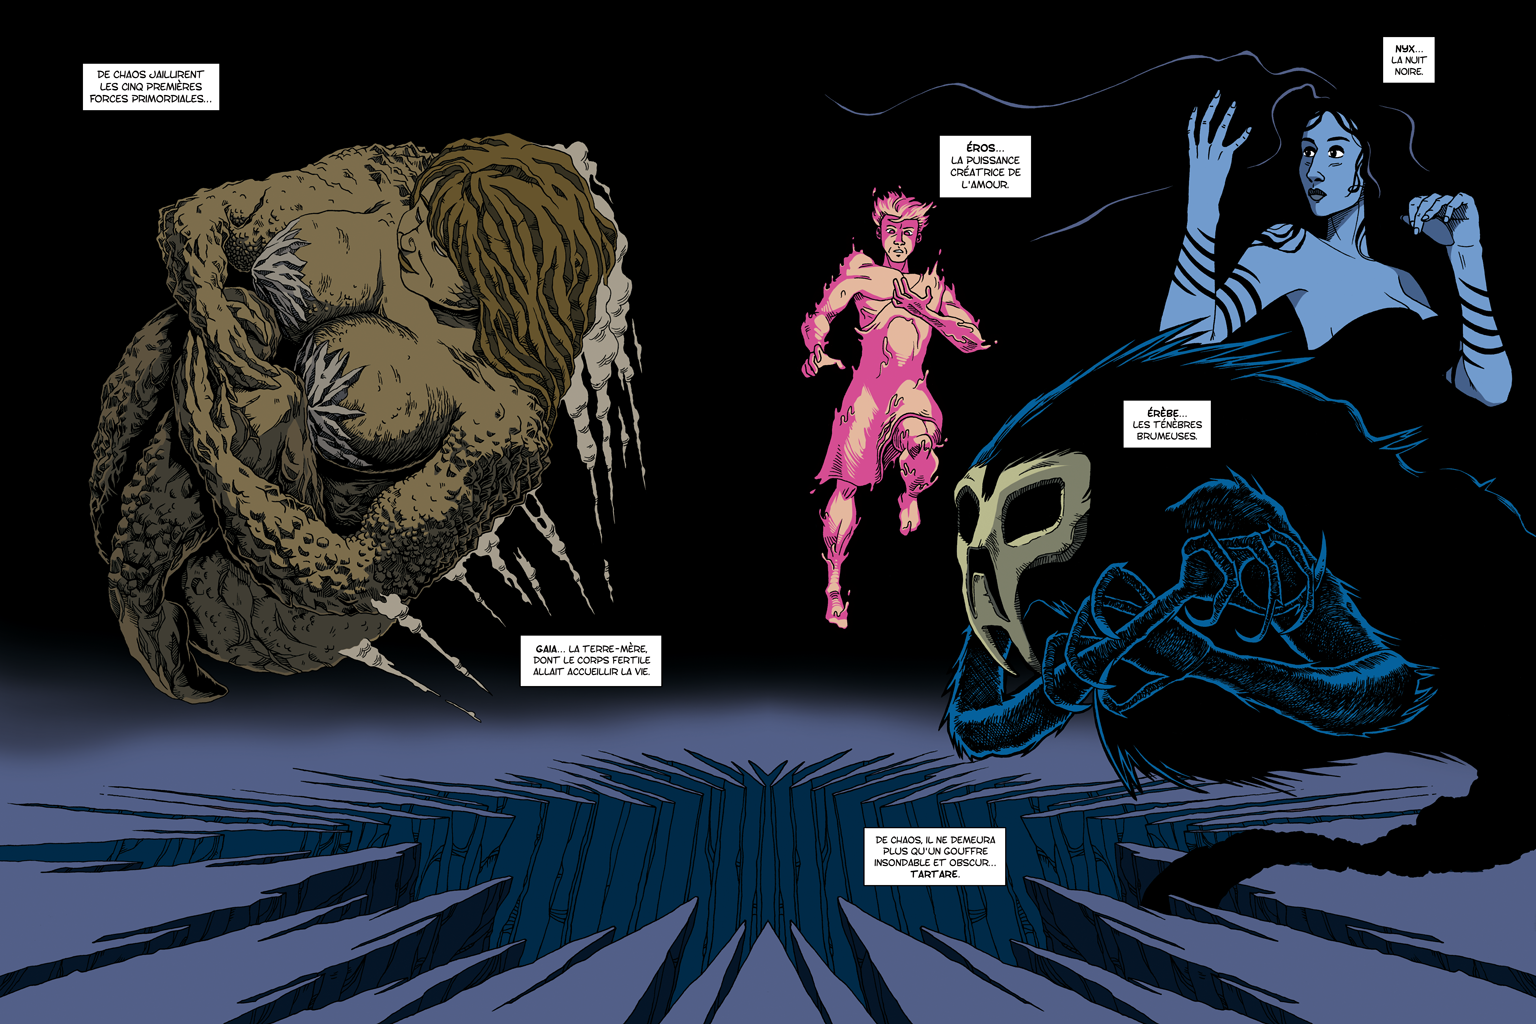 DE CHAOS JAILLIRENT
LES CINQ PREMIÈRES
FORCES PRIMORDIALES...
NYX...
LA NUIT
NOIRE.
ÉROS...
LA PUISSANCE
CRÉATRICE DE
L'AMOUR.
ÉRÈBE...
LES TÉNÈBRES
BRUMEUSES.
GAIA... LA TERRE-MÈRE,
DONT LE CORPS FERTILE
ALLAIT ACCUEILLIR LA VIE.
DE CHAOS, IL NE DEMEURA
PLUS QU'UN GOUFFRE
INSONDABLE ET OBSCUR...
TARTARE.